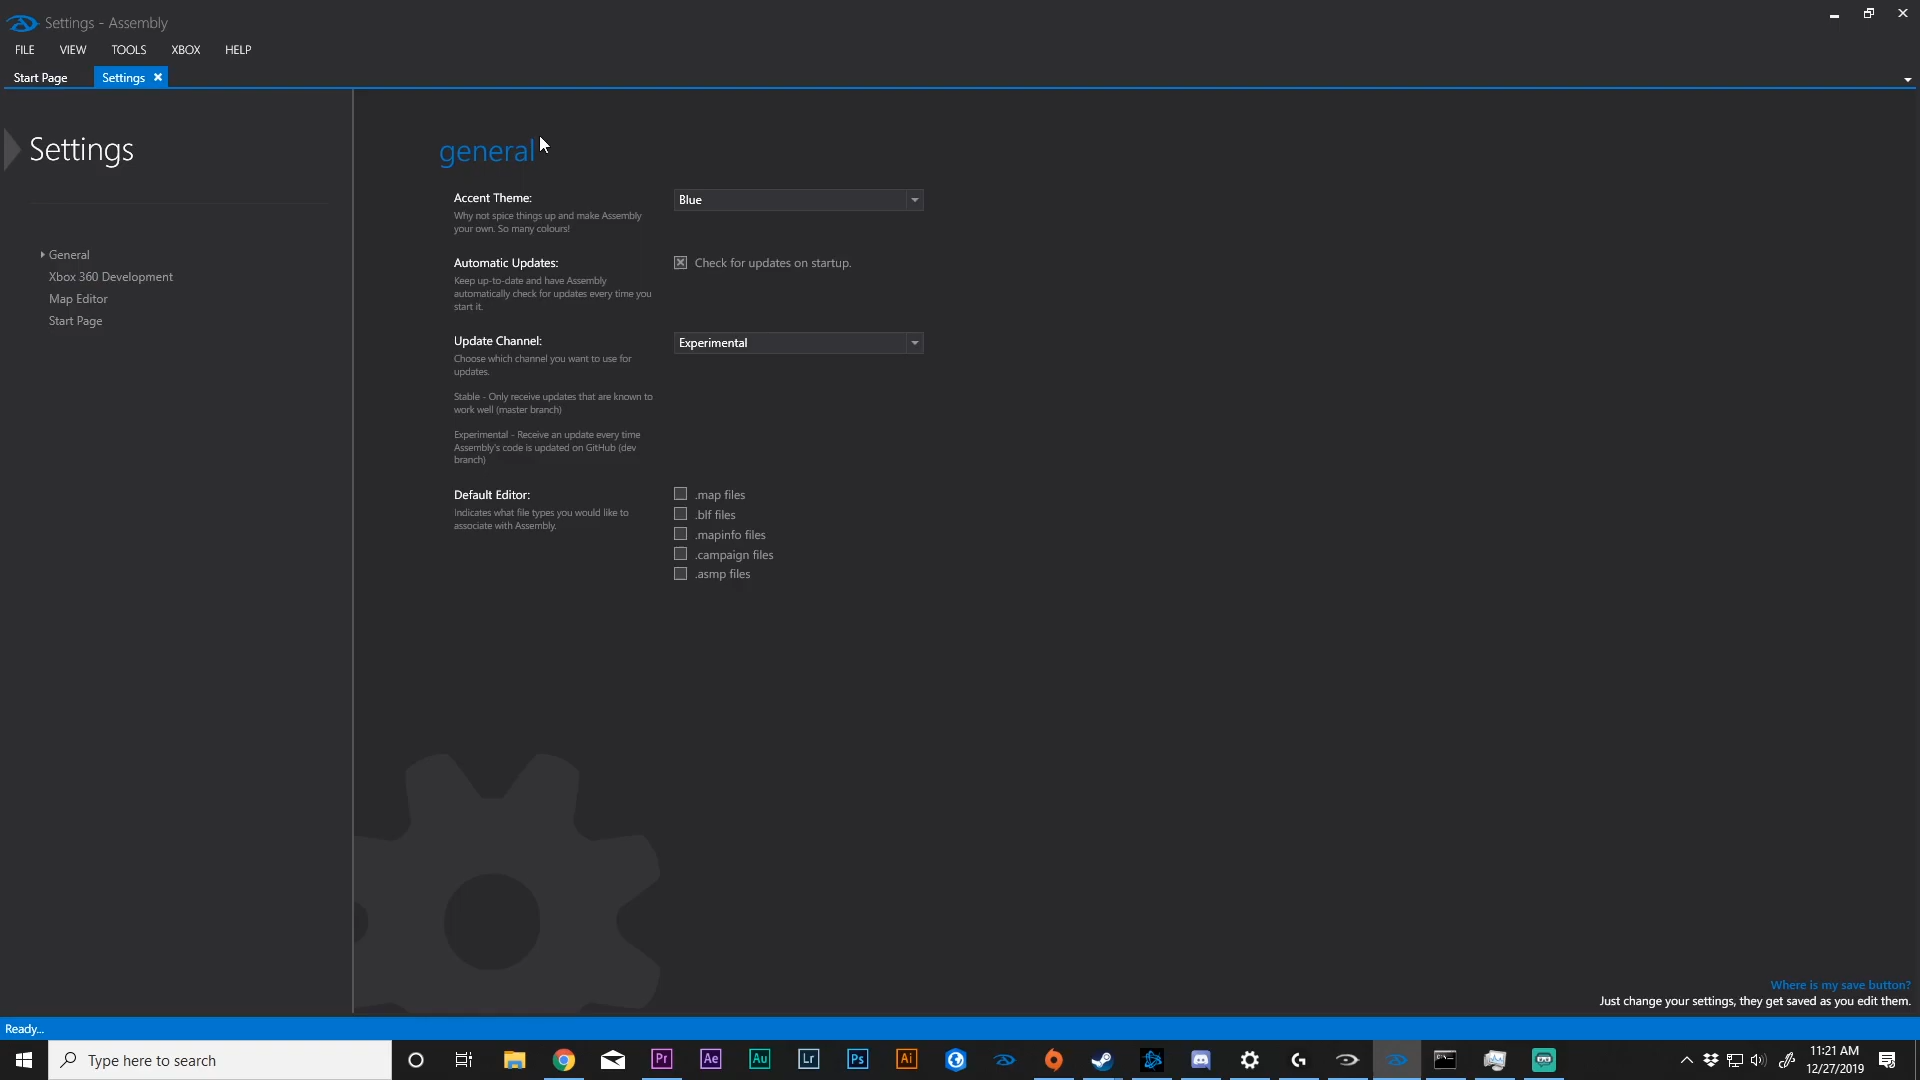 Settings - Assembly
FILE VIEW TOOLS XBOX HELP
Start Page Settings
Settings
General
Xbox 360 Development
Map Editor
Start Page
general
Accent Theme:
Why not spice things up and make Assembly
your own. So many colours!
Blue
Automatic Updates:
Keep up-to-date and have Assembly
automatically check for updates every time you
start it.
Check for updates on startup.
Update Channel:
Choose which channel you want to use for
updates.
Stable - Only receive updates that are known to
work well (master branch)
Experimental - Receive an update every time
Assembly's code is updated on GitHub (dev
branch)
Experimental
Default Editor:
Indicates what file types you would like to
associate with Assembly.
.map files
.blf files
.mapinfo files
.campaign files
.asmp files
Where is my save button?
Just change your settings, they get saved as you edit them.
Ready...
Type here to search
Pr Ae Au Lr Ps Ai
11:21 AM
12/27/2019